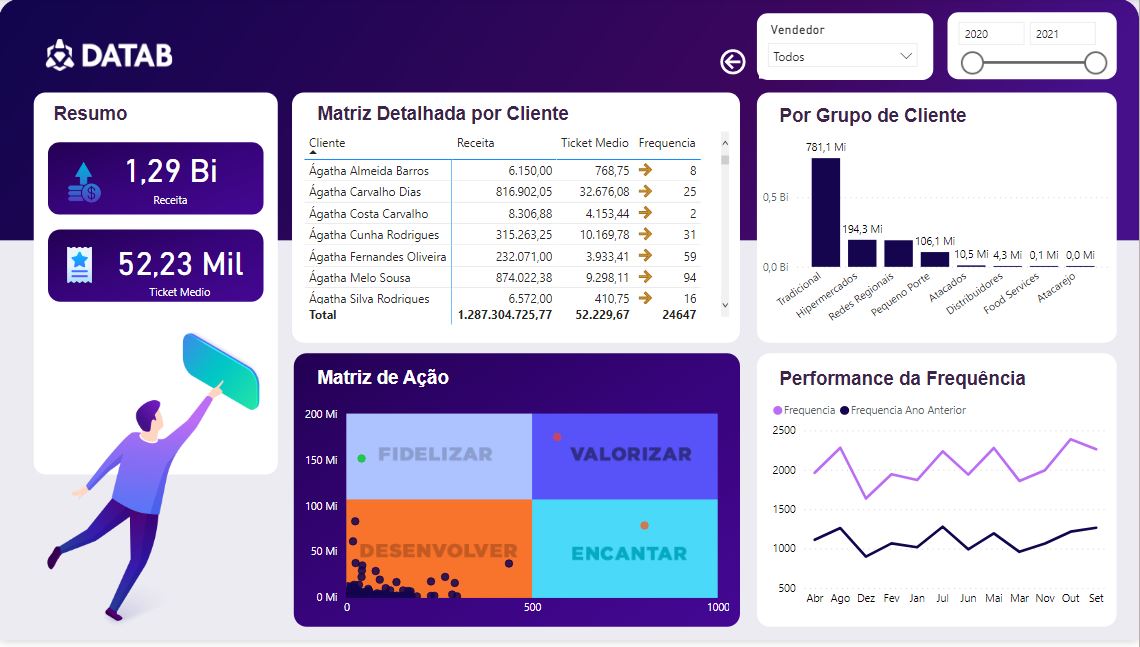 DATAB
Vendedor
Todos
2020 2021
Resumo
1,29 Bi
Receita
52,23 Mil
Ticket Medio
Matriz Detalhada por Cliente
Cliente Receita Ticket Medio Frequencia
Ágatha Almeida Barros 6.150,00 768,75 8
Ágatha Carvalho Dias 816.902,05 32.676,08 25
Ágatha Costa Carvalho 8.306,88 4.153,44 2
Ágatha Cunha Rodrigues 315.263,25 10.169,78 31
Ágatha Fernandes Oliveira 232.071,00 3.933,41 59
Ágatha Melo Sousa 874.022,38 9.298,11 94
Ágatha Silva Rodrigues 6.572,00 410,75 16
Total 1.287.304.725,77 52.229,67 24647
Por Grupo de Cliente
781,1 Mi
194,3 Mi
106,1 Mi
10,5 Mi 4,3 Mi 0,1 Mi 0,0 Mi
0,5 Bi
0,0 Bi
Tradicional Hipermercados Redes Regionais Pequeno Porte Atacados Distribuidores Food Services Atacarejo
Matriz de Ação
200 Mi
150 Mi
100 Mi
50 Mi
0 Mi
FIDELIZAR VALORIZAR
DESENVOLVER ENCANTAR
0 500 1000
Performance da Frequência
Frequencia Frequencia Ano Anterior
2500
2000
1500
1000
500
Abr Ago Dez Fev Jan Jul Jun Mai Mar Nov Out Set